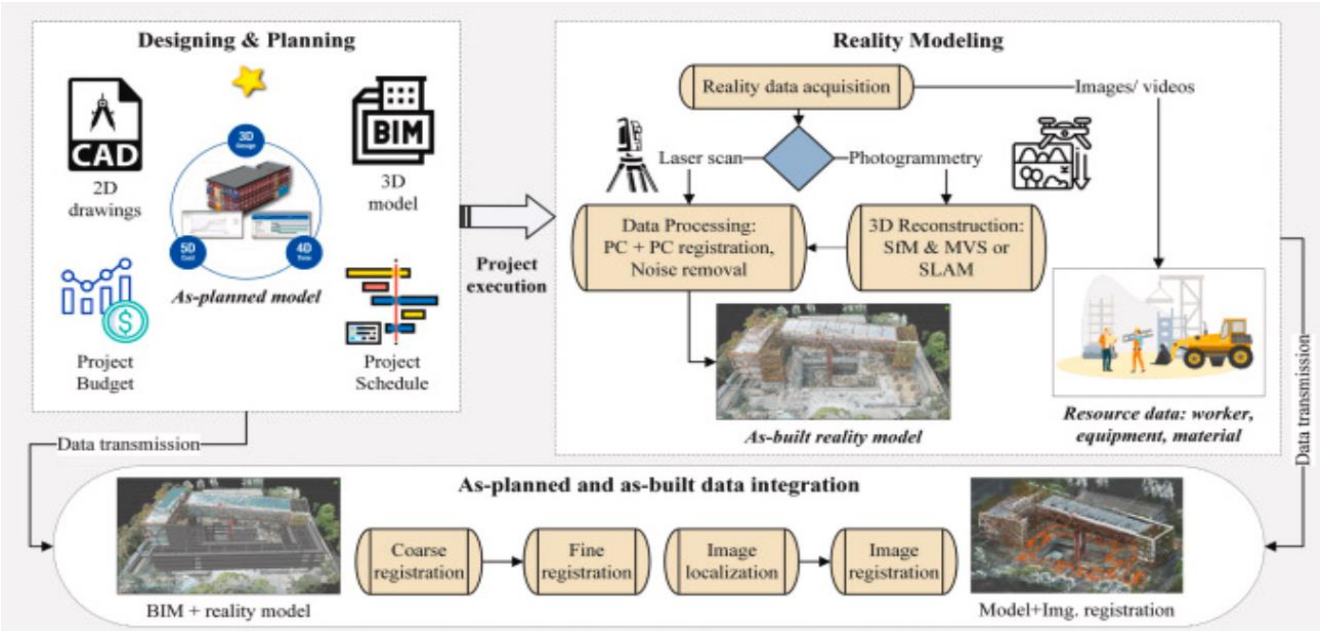 Designing & Planning
CAD
2D
drawings
3D
Design
BIM
3D
model
5D
Cost
4D
Time
As-planned model
Project
Budget
Project
Schedule
Project
execution
Reality Modeling
Reality data acquisition
Images/ videos
Laser scan
Photogrammetry
Data Processing:
PC + PC registration,
Noise removal
3D Reconstruction:
SfM & MVS or
SLAM
As-built reality model
Resource data: worker,
equipment, material
Data transmission
Data transmission
As-planned and as-built data integration
BIM + reality model
Coarse
registration
Fine
registration
Image
localization
Image
registration
Model+Img. registration